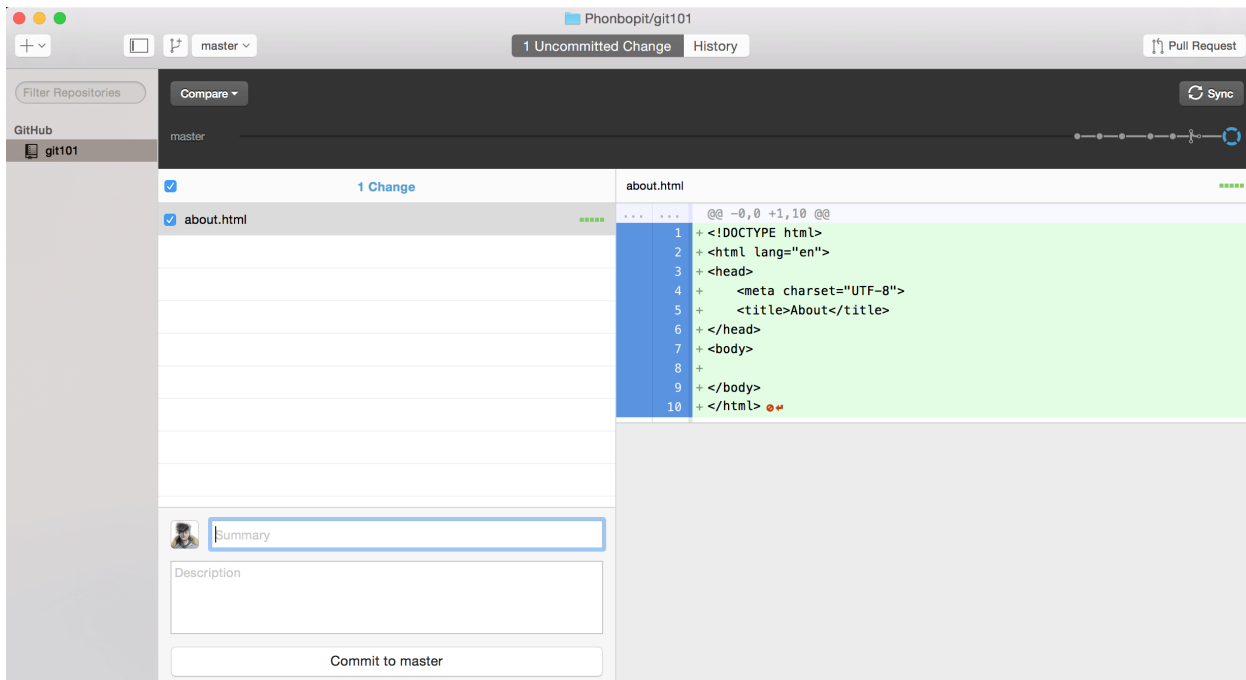 Phonbopit/git101
master
1 Uncommitted Change
History
Pull Request
Filter Repositories
GitHub
git101
Compare
Sync
master
1 Change
about.html
about.html
... ... @@ -0,0 +1,10 @@
1 + <!DOCTYPE html>
2 + <html lang="en">
3 + <head>
4 +     <meta charset="UTF-8">
5 +     <title>About</title>
6 + </head>
7 + <body>
8 +
9 + </body>
10 + </html>
Summary
Description
Commit to master